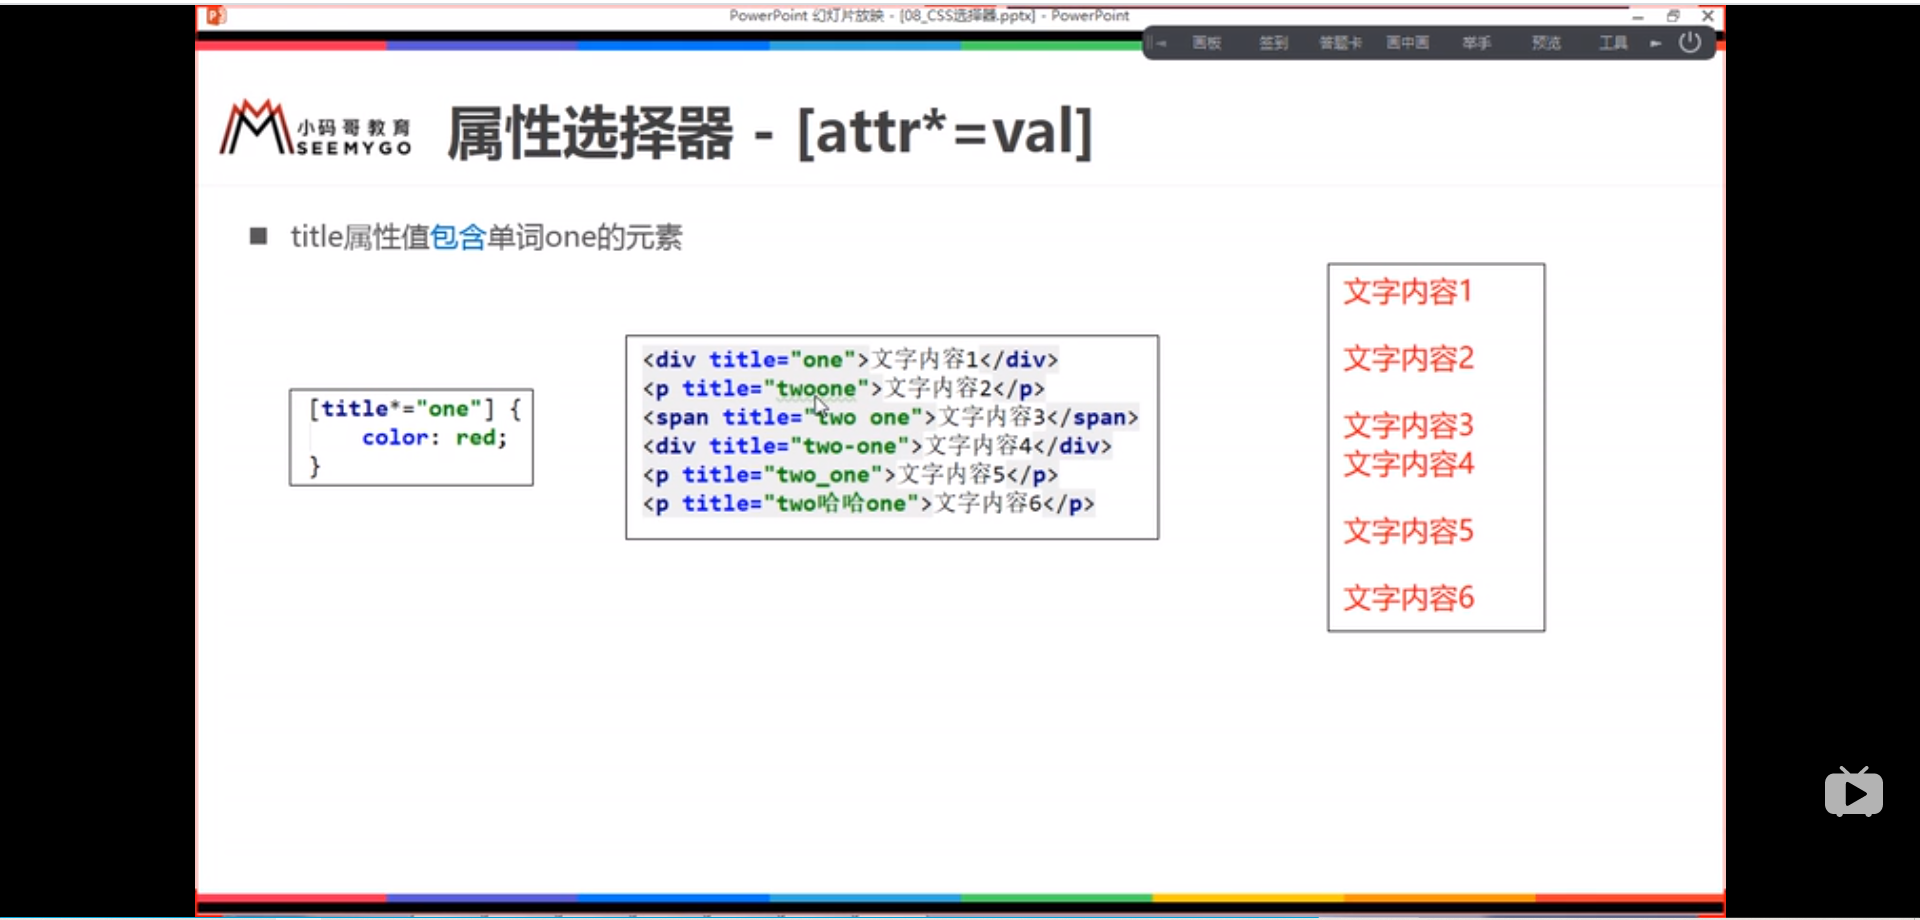 PowerPoint 幻灯片放映 - [08_CSS选择器.pptx] - PowerPoint
画板 签到 答题卡 画中画 举手 预览 工具
小码哥教育
SEEMYGO
属性选择器 - [attr*=val]
title属性值包含单词one的元素
[title*="one"] {
color: red;
}
<div title="one">文字内容1</div>
<p title="twoone">文字内容2</p>
<span title="two one">文字内容3</span>
<div title="two-one">文字内容4</div>
<p title="two_one">文字内容5</p>
<p title="two哈哈one">文字内容6</p>
文字内容1
文字内容2
文字内容3
文字内容4
文字内容5
文字内容6